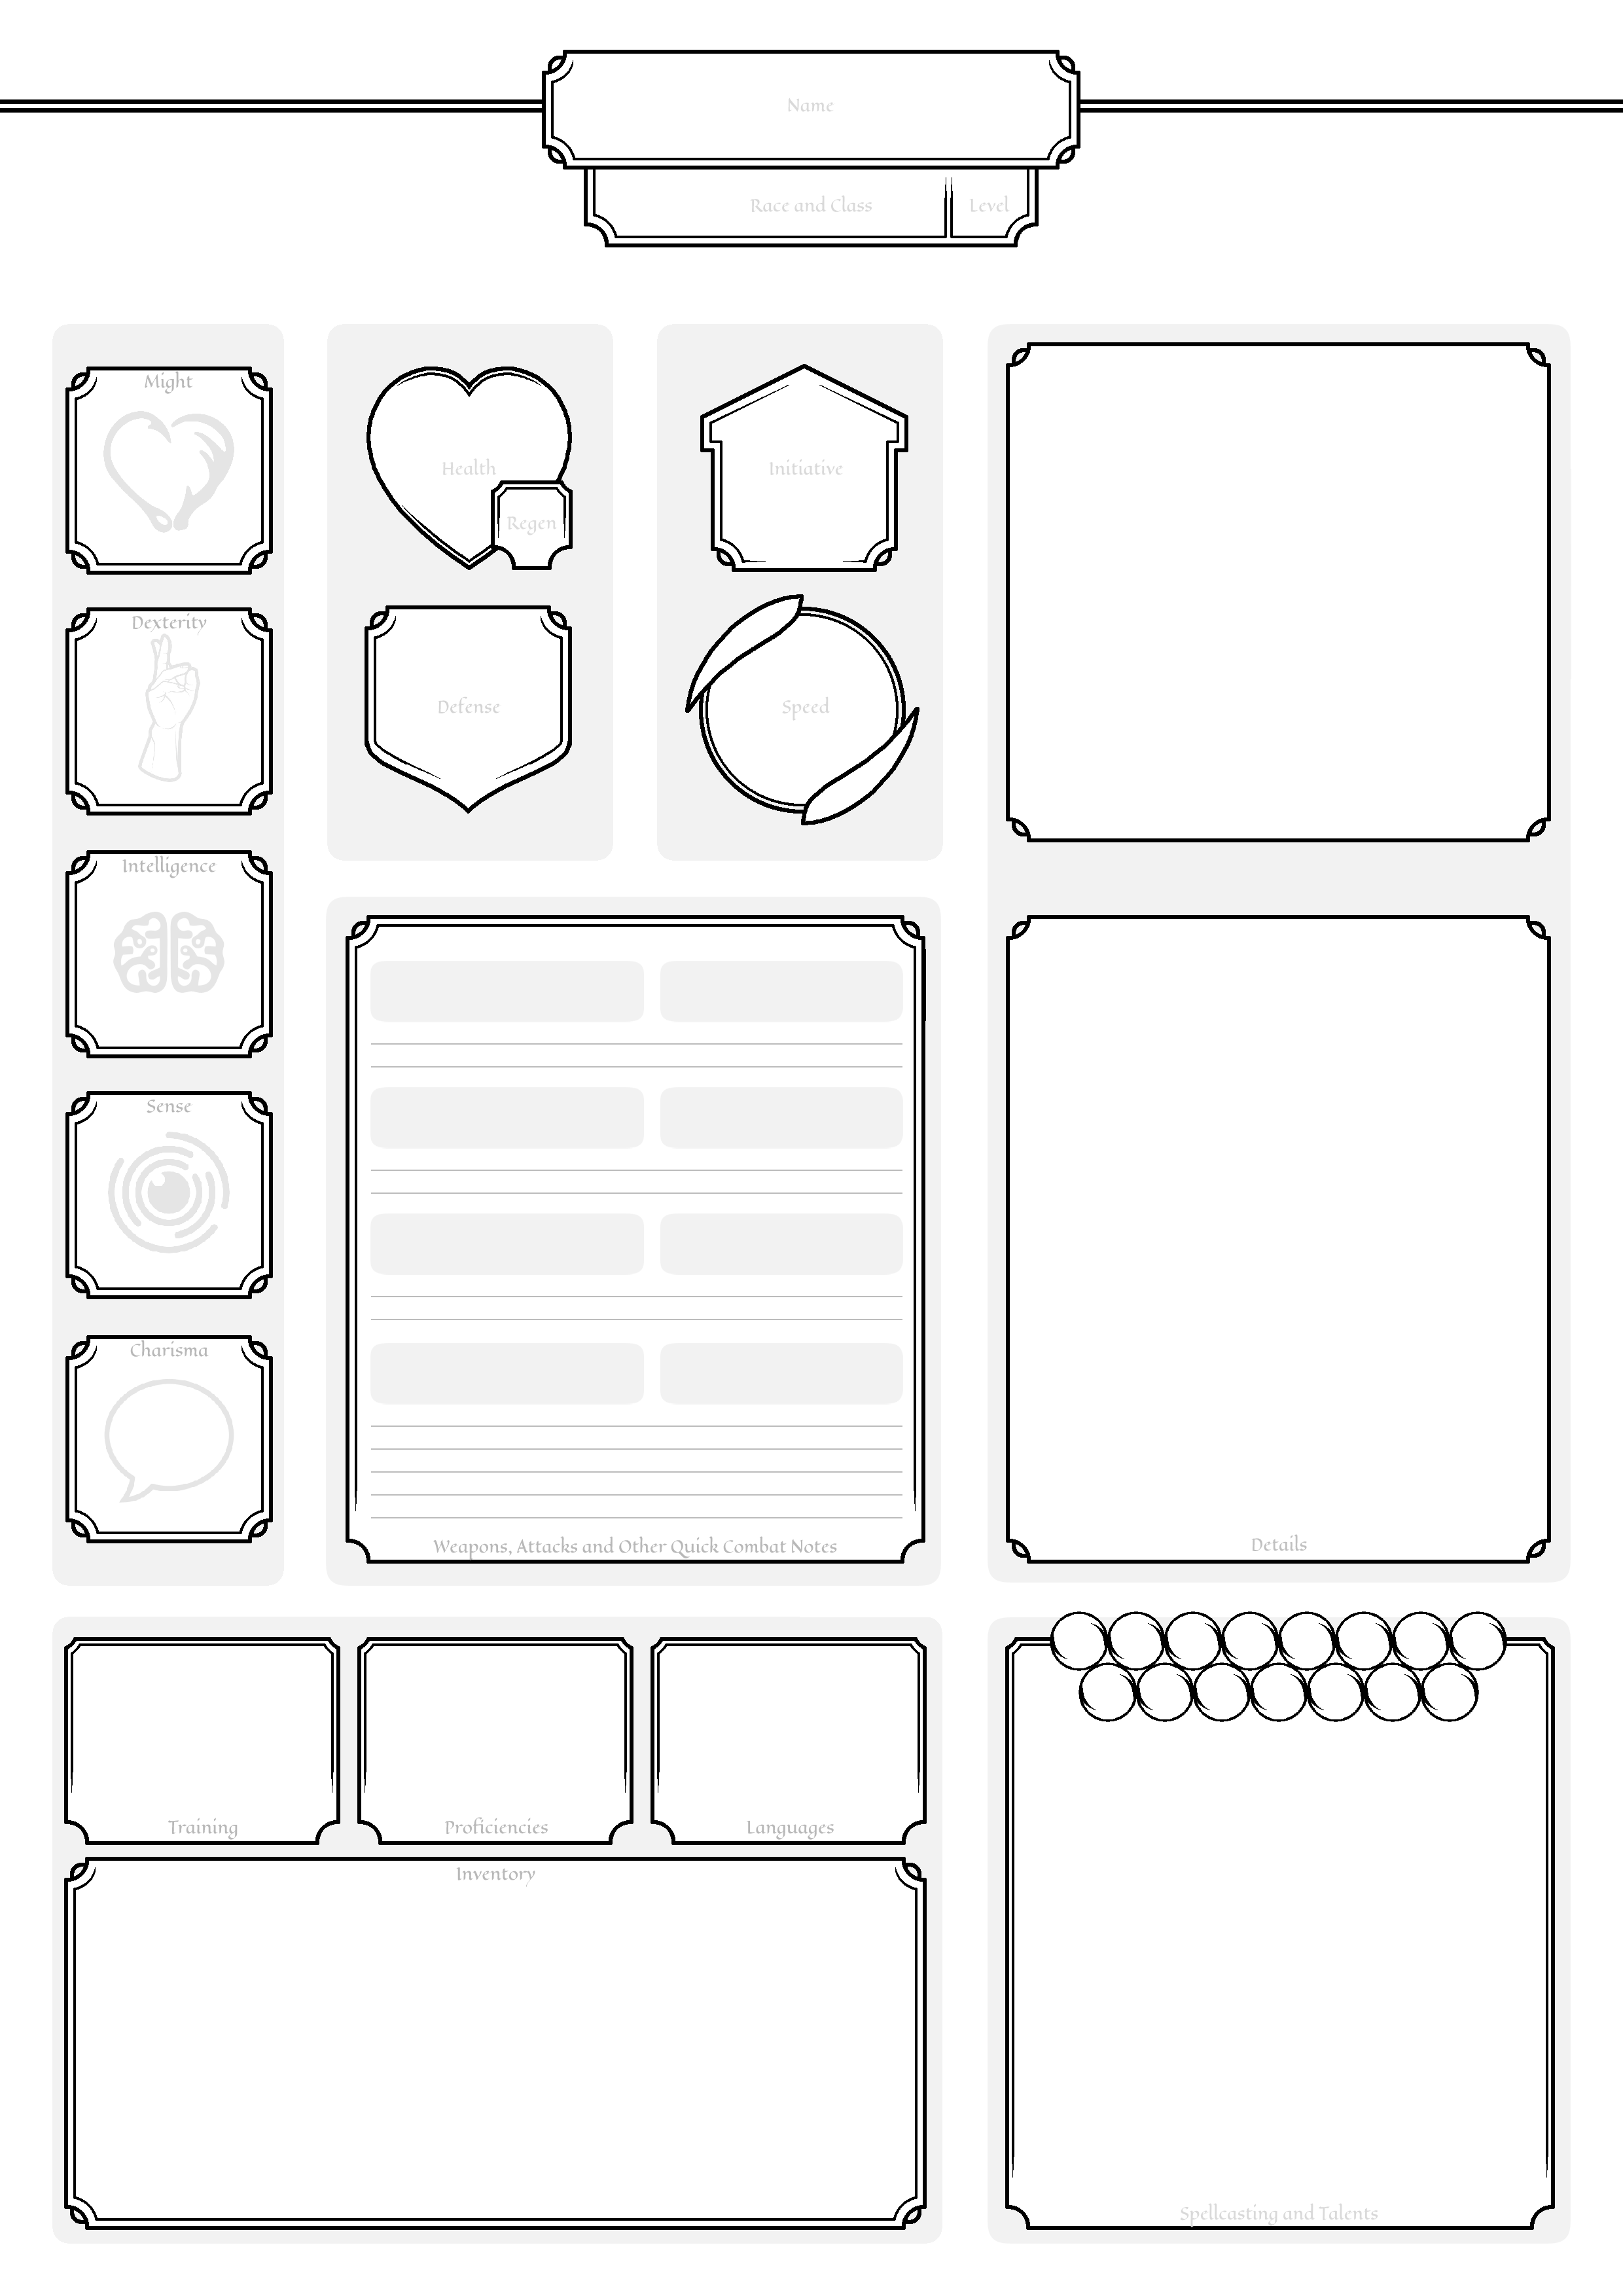 Name
Race and Class
Level
Might
Dexterity
Intelligence
Sense
Charisma
Health
Regen
Defense
Initiative
Speed
Weapons, Attacks and Other Quick Combat Notes
Details
Training
Proficiencies
Languages
Inventory
Spellcasting and Talents